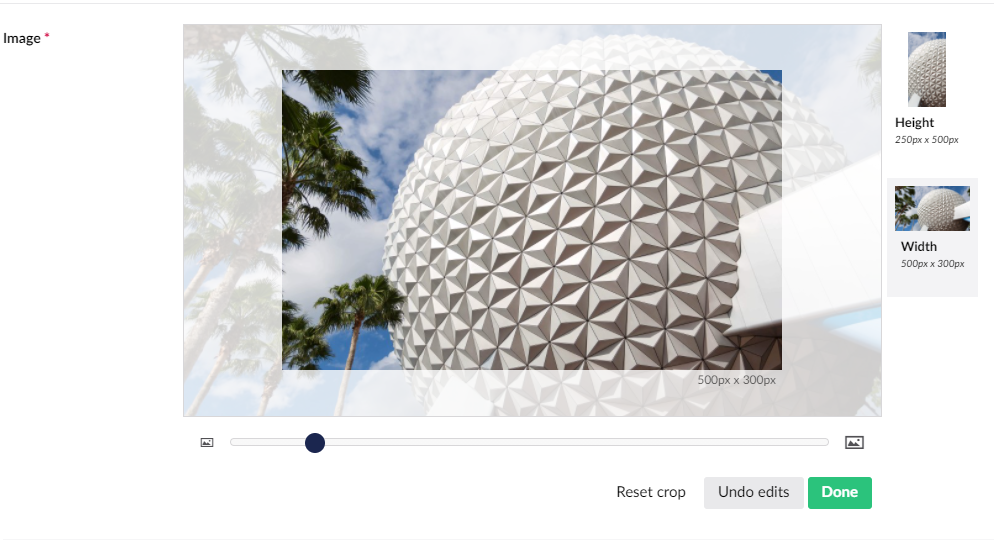 Image *
Height
250px x 500px
Width
500px x 300px
500px x 300px
Reset crop
Undo edits
Done